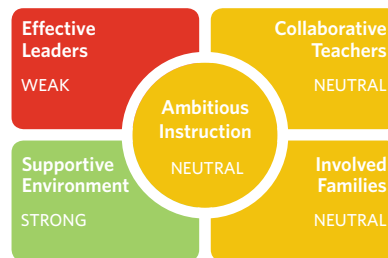 Effective
Leaders
WEAK
Collaborative
Teachers
NEUTRAL
Ambitious
Instruction
NEUTRAL
Supportive
Environment
STRONG
Involved
Families
NEUTRAL